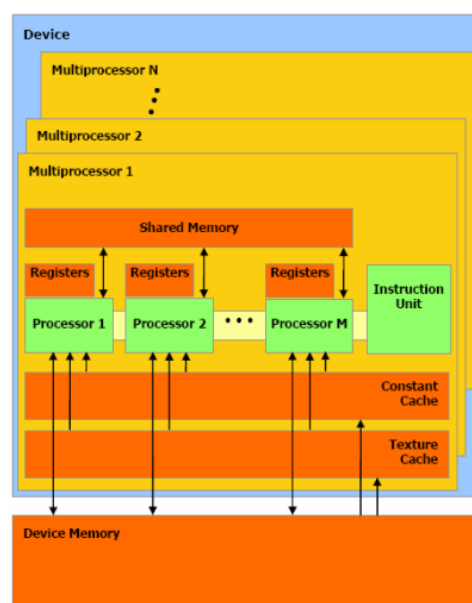 Device
Multiprocessor N
Multiprocessor 2
Multiprocessor 1
Shared Memory
Registers Registers Registers
Instruction
Unit
Processor 1 Processor 2 ••• Processor M
Constant
Cache
Texture
Cache
Device Memory